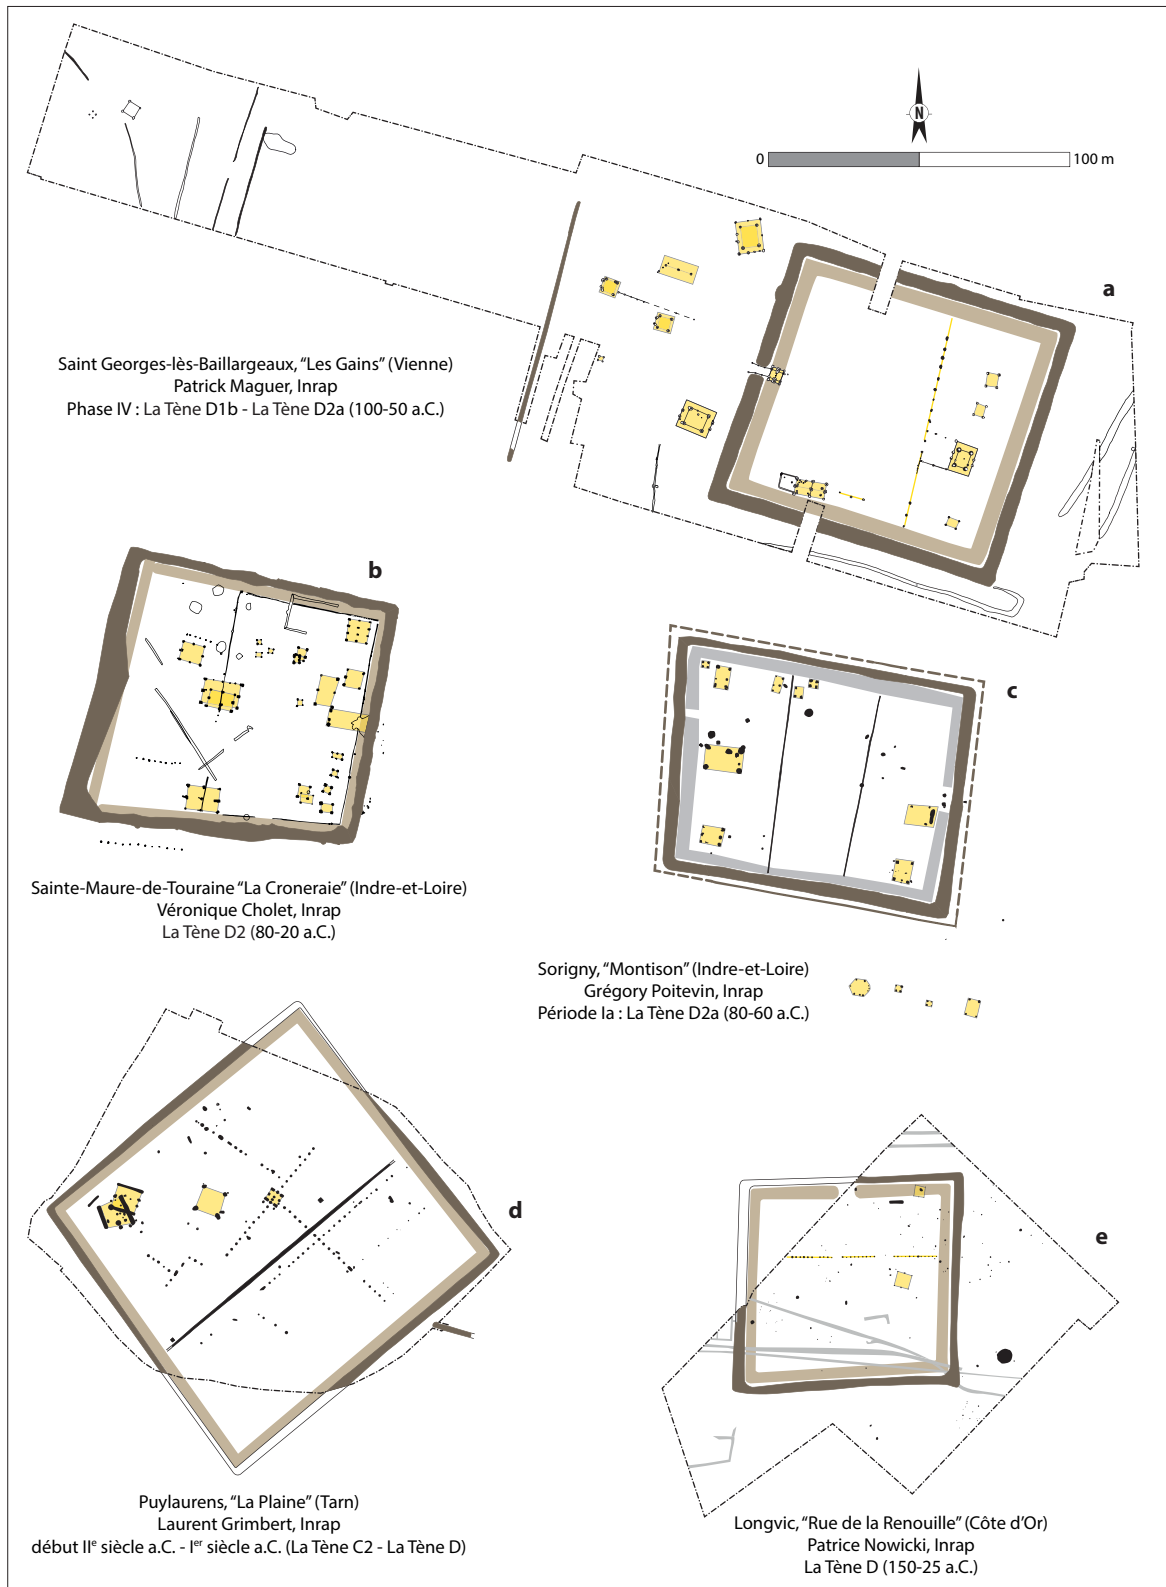 N
0
100 m
a
Saint Georges-lès-Baillargeaux, “Les Gains” (Vienne)
Patrick Maguer, Inrap
Phase IV : La Tène D1b - La Tène D2a (100-50 a.C.)
b
Sainte-Maure-de-Touraine “La Croneraie” (Indre-et-Loire)
Véronique Cholet, Inrap
La Tène D2 (80-20 a.C.)
c
Sorigny, “Montison” (Indre-et-Loire)
Grégory Poitevin, Inrap
Période Ia : La Tène D2a (80-60 a.C.)
d
Puylaurens, “La Plaine” (Tarn)
Laurent Grimbert, Inrap
début IIe siècle a.C. - Ier siècle a.C. (La Tène C2 - La Tène D)
e
Longvic, “Rue de la Renouille” (Côte d’Or)
Patrice Nowicki, Inrap
La Tène D (150-25 a.C.)